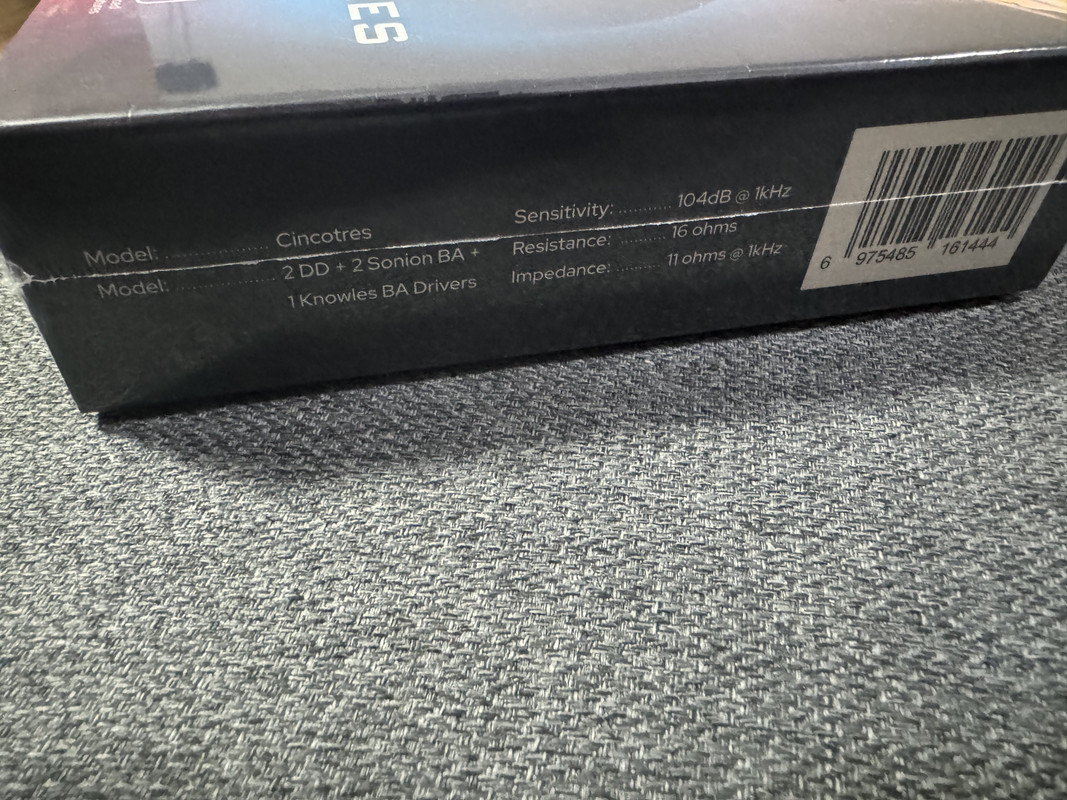 ES
Model: ........................ Cincotres
Model: ........................ 2 DD + 2 Sonion BA +
1 Knowles BA Drivers
Sensitivity: ........... 104dB @ 1kHz
Resistance: .......... 16 ohms
Impedance: .......... 11 ohms @ 1kHz
6 975485 161444